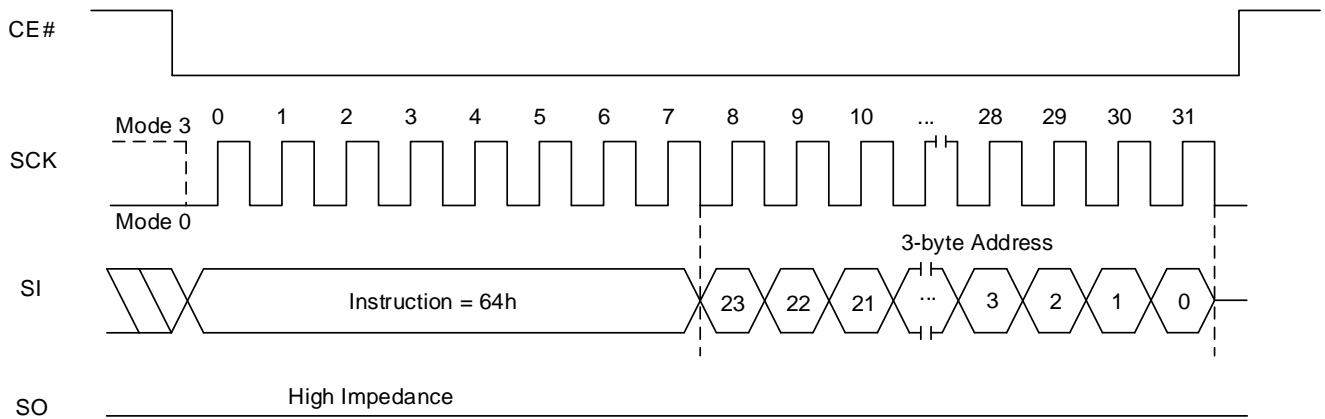 CE#
0 1 2 3 4 5 6 7 8 9 10 ... 28 29 30 31
Mode 3
SCK
Mode 0
3-byte Address
SI
Instruction = 64h 23 22 21 ... 3 2 1 0
High Impedance
SO